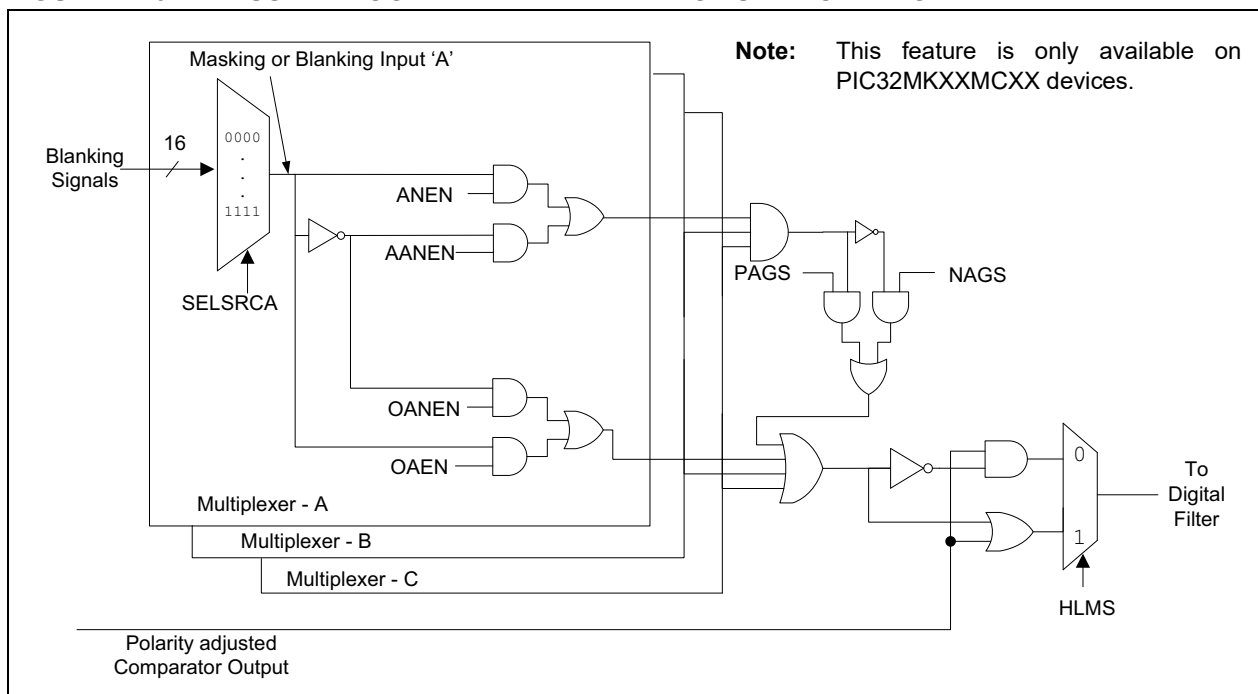 Note: This feature is only available on
PIC32MKXXMCXX devices.
Masking or Blanking Input ‘A’
16
0000
.
.
.
1111
Blanking
Signals
ANEN
AANEN
PAGS
NAGS
SELSRCA
OANEN
OAEN
0
1
To
Digital
Filter
Multiplexer - A
Multiplexer - B
Multiplexer - C
HLMS
Polarity adjusted
Comparator Output